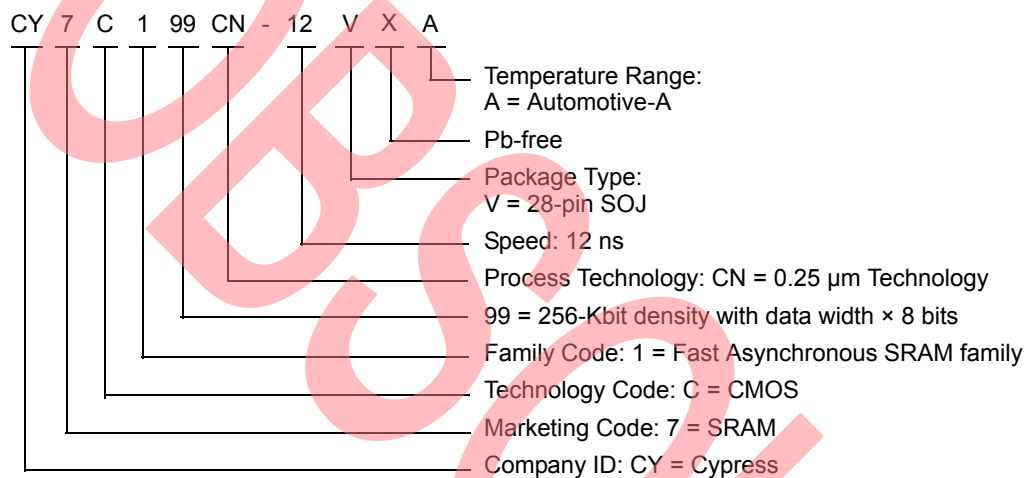 CY 7 C 1 99 CN - 12 V X A
Temperature Range:
A = Automotive-A
Pb-free
Package Type:
V = 28-pin SOJ
Speed: 12 ns
Process Technology: CN = 0.25 µm Technology
99 = 256-Kbit density with data width × 8 bits
Family Code: 1 = Fast Asynchronous SRAM family
Technology Code: C = CMOS
Marketing Code: 7 = SRAM
Company ID: CY = Cypress